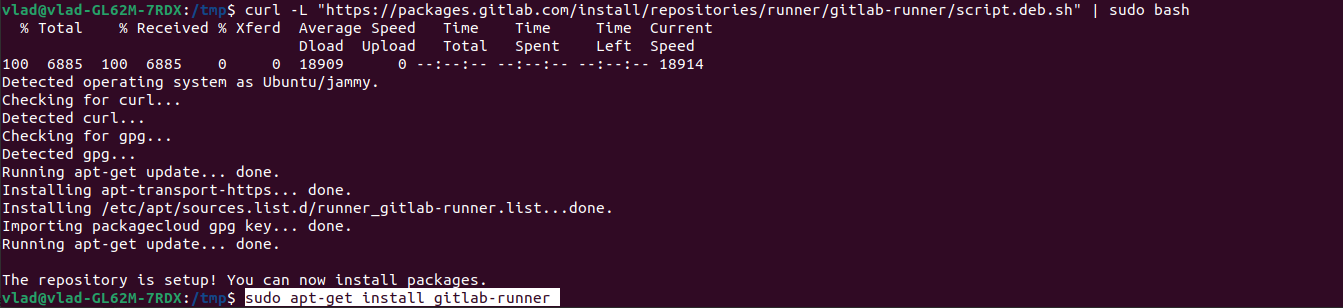 vlad@vlad-GL62M-7RDX:/tmp$ curl -L "https://packages.gitlab.com/install/repositories/runner/gitlab-runner/script.deb.sh" | sudo bash
  % Total    % Received % Xferd  Average Speed   Time    Time     Time  Current
                                 Dload  Upload   Total   Spent    Left  Speed
100  6885  100  6885    0     0  18909      0 --:--:-- --:--:-- --:--:-- 18914
Detected operating system as Ubuntu/jammy.
Checking for curl...
Detected curl...
Checking for gpg...
Detected gpg...
Running apt-get update... done.
Installing apt-transport-https... done.
Installing /etc/apt/sources.list.d/runner_gitlab-runner.list...done.
Importing packagecloud gpg key... done.
Running apt-get update... done.

The repository is setup! You can now install packages.
vlad@vlad-GL62M-7RDX:/tmp$ sudo apt-get install gitlab-runner